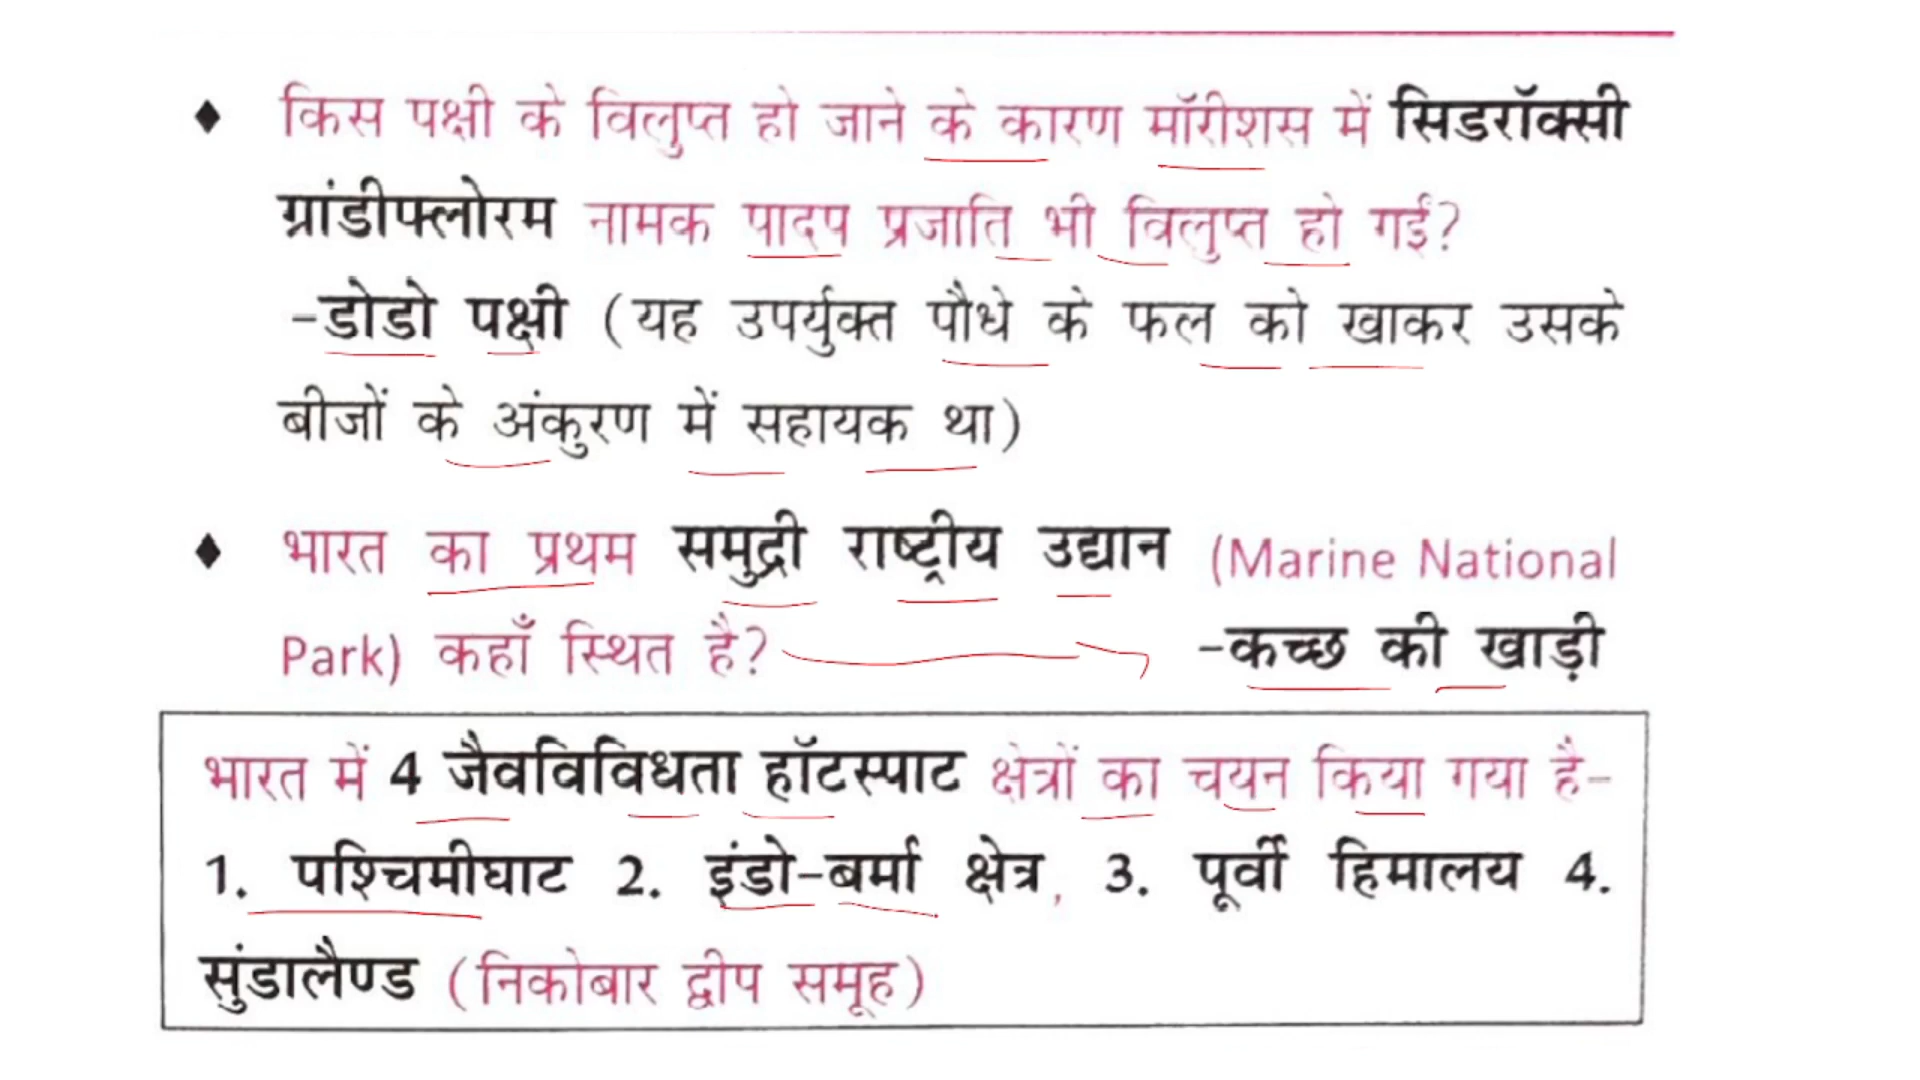 ♦ किस पक्षी के विलुप्त हो जाने के कारण मॉरीशस में सिडरॉक्सी
ग्रांडीफ्लोरम नामक पादप प्रजाति भी विलुप्त हो गई?
-डोडो पक्षी (यह उपर्युक्त पौधे के फल को खाकर उसके
बीजों के अंकुरण में सहायक था)
♦ भारत का प्रथम समुद्री राष्ट्रीय उद्यान (Marine National
Park) कहाँ स्थित है? -कच्छ की खाड़ी
भारत में 4 जैवविविधता हॉटस्पाट क्षेत्रों का चयन किया गया है-
1. पश्चिमीघाट 2. इंडो-बर्मा क्षेत्र, 3. पूर्वी हिमालय 4.
सुंडालैण्ड (निकोबार द्वीप समूह)